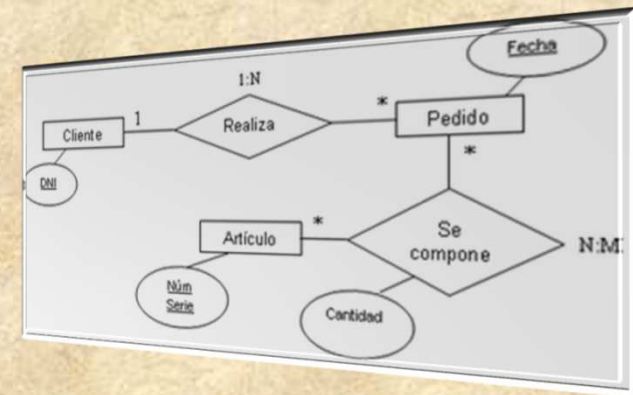 Fecha
1:N
Cliente
1
Realiza
*
Pedido
*
DNI
Artículo
*
Se
compone
N:M
Núm
Serie
Cantidad